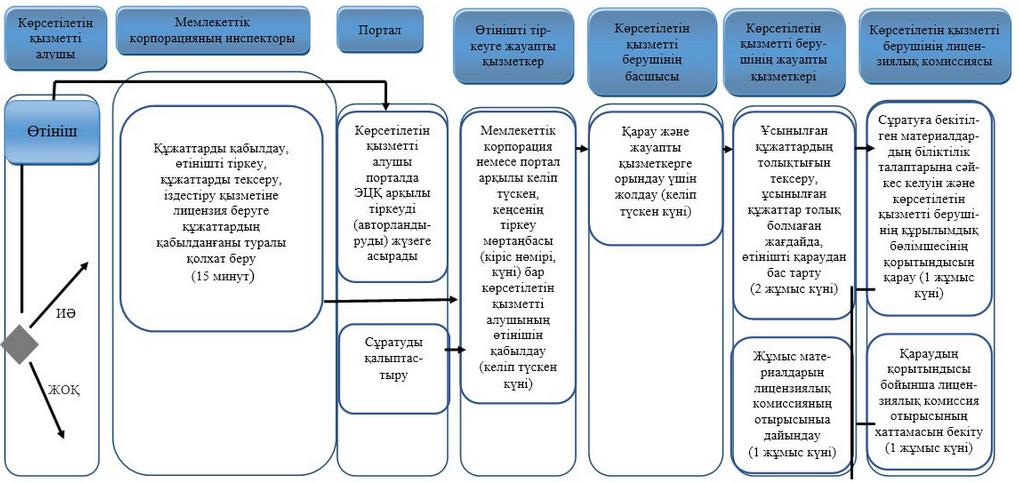 Көрсетілетін
қызметті
алушы
Мемлекеттік
корпорацияның инспекторы
Портал
Өтінішті тір-
кеуге жауапты
қызметкер
Көрсетілетін
қызметті
берушінің
басшысы
Көрсетілетін
қызметті беру-
шінің жауапты
қызметкері
Көрсетілетін қызметті
берушінің лицен-
зиялық комиссиясы
Өтініш
ИӘ
ЖОҚ
Құжаттарды қабылдау,
өтінішті тіркеу,
құжаттарды тексеру,
іздестіру қызметіне
лицензия беруге
құжаттардың
қабылданғаны туралы
қолхат беру
(15 минут)
Көрсетілетін
қызметті
алушы
порталда
ЭЦҚ арқылы
тіркеуді
(авторланды-
руды) жүзеге
асырады
Сұратуды
қалыптас-
тыру
Мемлекеттік
корпорация
немесе портал
арқылы келіп
түскен,
кеңсенің
тіркеу
мөртаңбасы
(кіріс нөмірі,
күні) бар
көрсетілетін
қызметті
алушының
өтінішін
қабылдау
(келіп түскен
күні)
Қарау және
жауапты
қызметкерге
орындау үшін
жолдау (келіп
түскен күні)
Ұсынылған
құжаттардың
толықтығын
тексеру,
ұсынылған
құжаттар толық
болмаған
жағдайда,
өтінішті қараудан
бас тарту
(2 жұмыс күні)
Жұмыс мате-
риалдарын
лицензиялық
комиссияның
отырысына
дайындау
(1 жұмыс күні)
Сұратуға бекітіл-
ген материалдар-
дың біліктілік
талаптарына сәй-
кес келуін және
көрсетілетін
қызметті беруші-
нің құрылымдық
бөлімшесінің
қорытындысын
қарау (1 жұмыс
күні)
Қараудың
қорытындысы
бойынша лицен-
зиялық комиссия
отырысының
хаттамасын бекіту
(1 жұмыс күні)